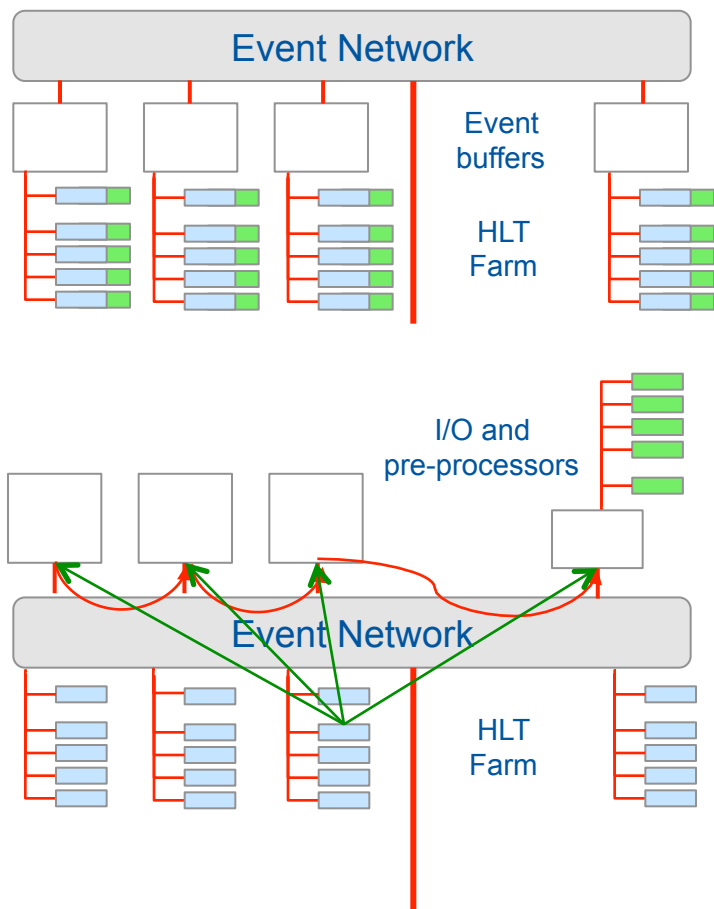 Event Network
Event
buffers
HLT
Farm
I/O and
pre-processors
Event Network
HLT
Farm